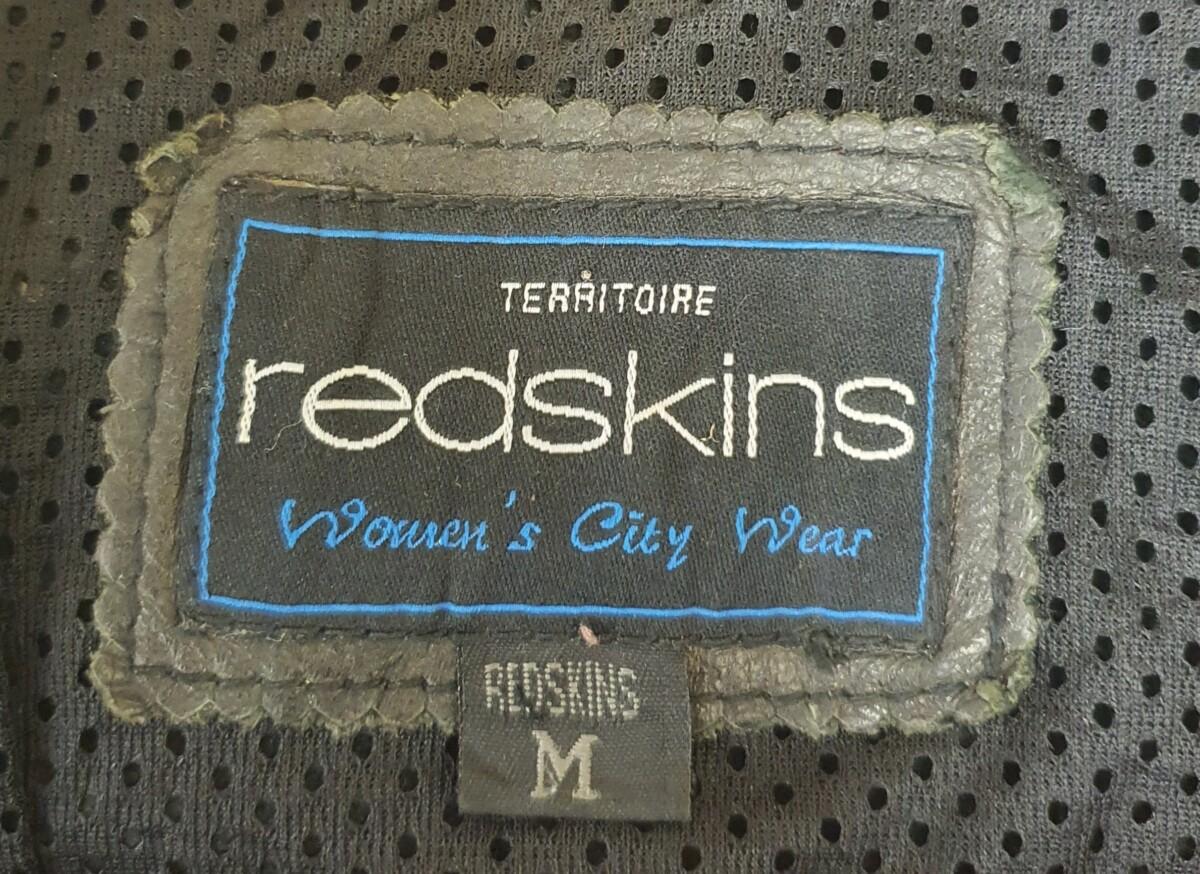 TERRITOIRE
redskins
Women's City Wear
REDSKINS
M